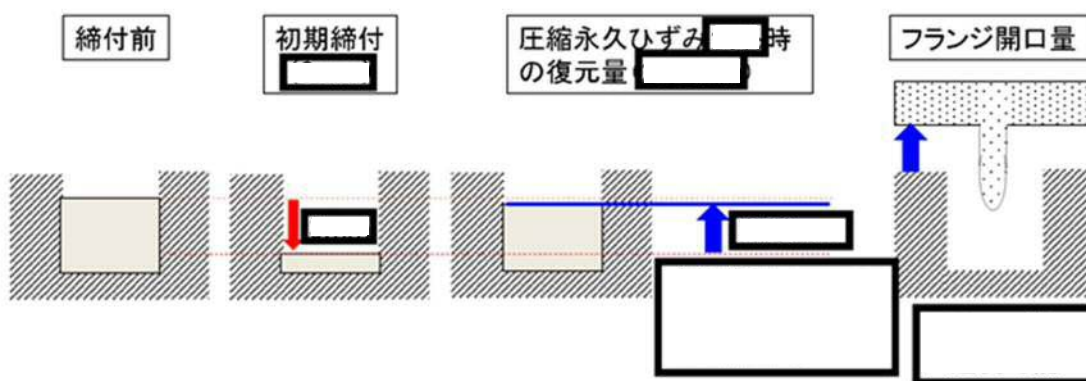 締付前
初期締付
圧縮永久ひずみ 時
の復元量( )
フランジ開口量